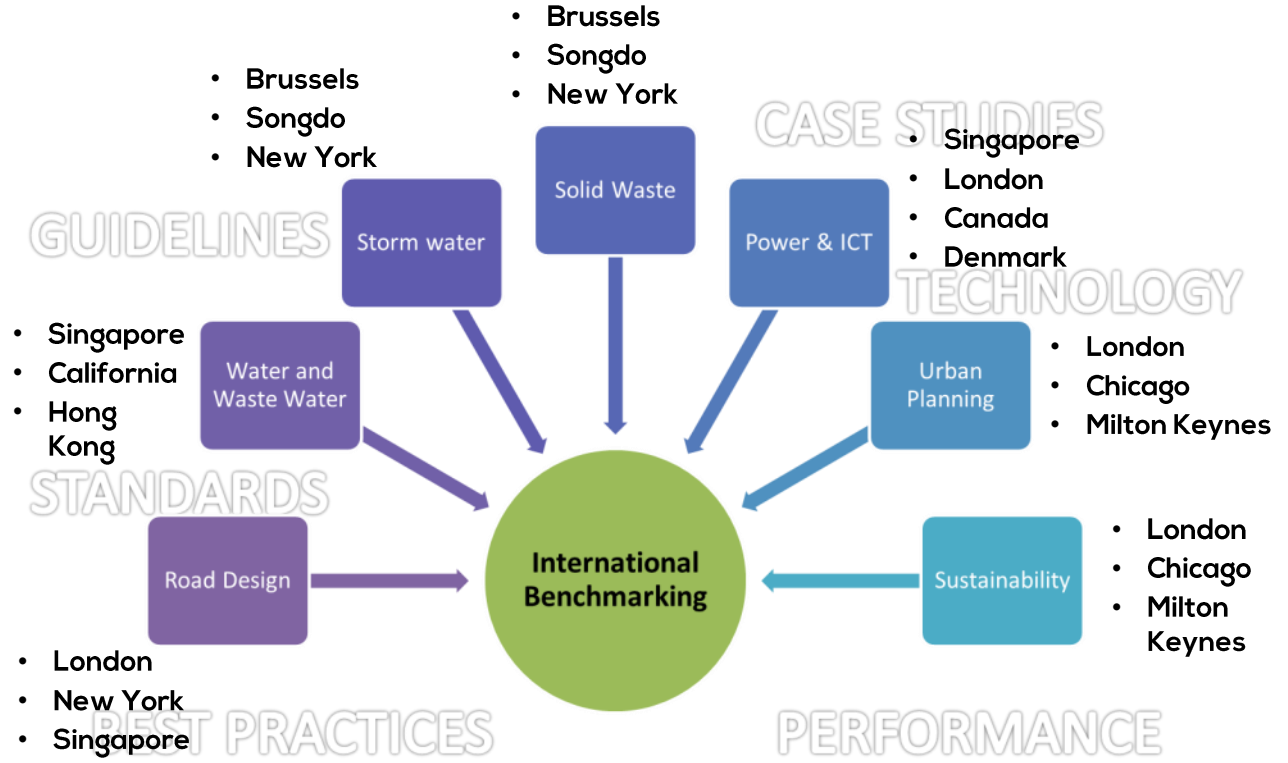 • Brussels
• Songdo
• New York
Solid Waste
• Brussels
• Songdo
• New York
Storm water
CASE STUDIES
• Singapore
• London
• Canada
• Denmark
Power & ICT
GUIDELINES
TECHNOLOGY
• Singapore
• California
• Hong
Kong
Water and
Waste Water
Urban
Planning
• London
• Chicago
• Milton Keynes
STANDARDS
Road Design
• London
• New York
• Singapore
International
Benchmarking
Sustainability
• London
• Chicago
• Milton
Keynes
BEST PRACTICES
PERFORMANCE